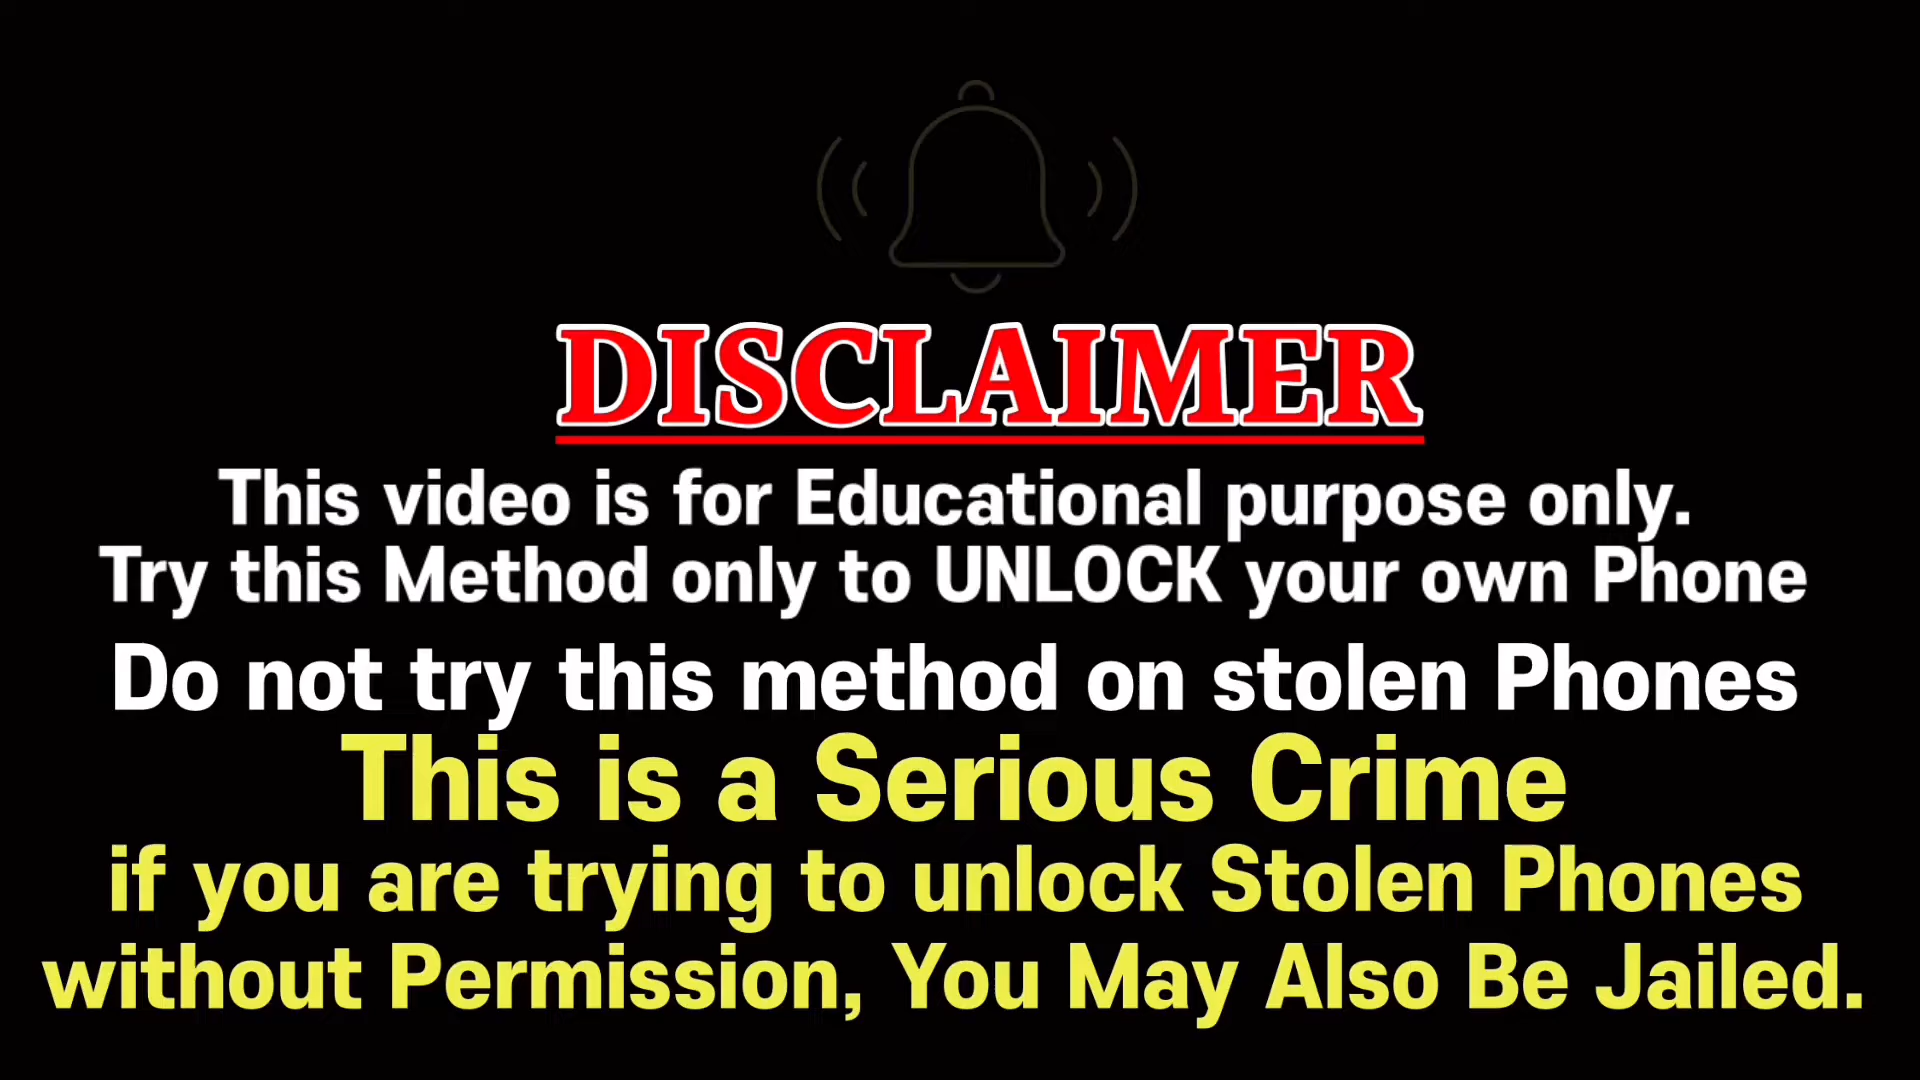 DISCLAIMER
This video is for Educational purpose only.
Try this Method only to UNLOCK your own Phone
Do not try this method on stolen Phones
This is a Serious Crime
if you are trying to unlock Stolen Phones
without Permission, You May Also Be Jailed.